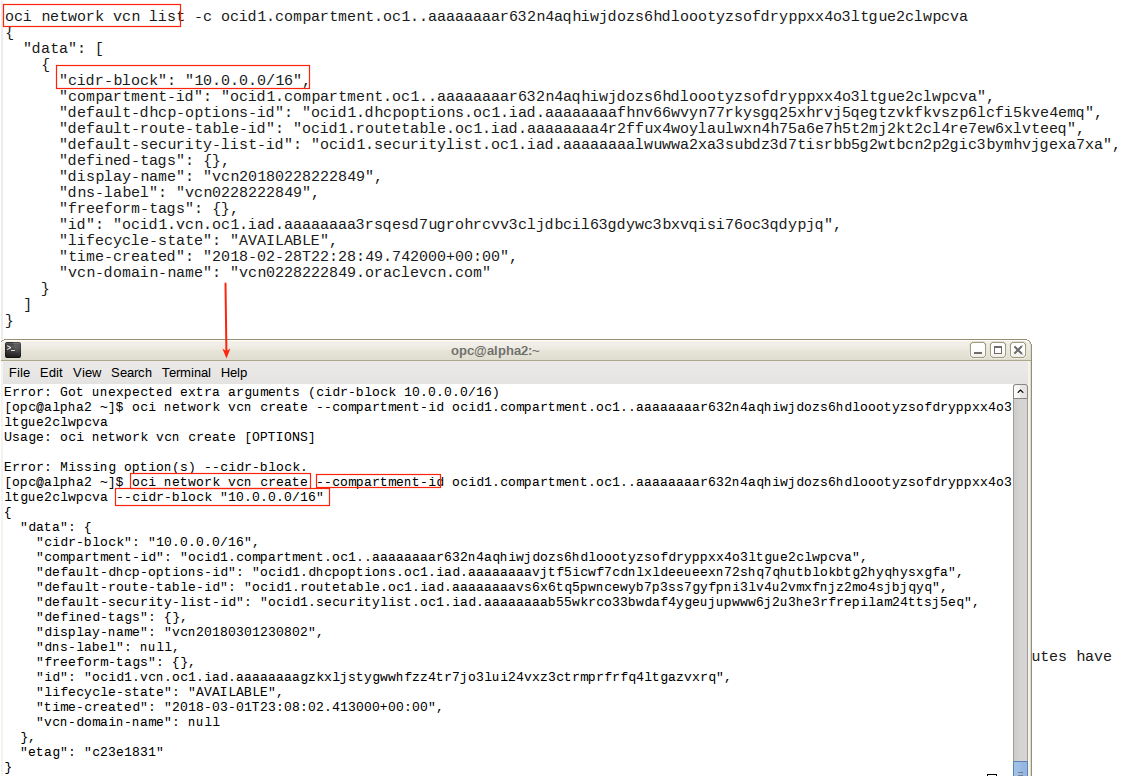 oci network vcn list -c ocid1.compartment.oc1..aaaaaaaar632n4aqhiwjdozs6hdloootyzsofdryppxx4o3ltgue2clwpcva
{
"data": [
{
"cidr-block": "10.0.0.0/16",
"compartment-id": "ocid1.compartment.oc1..aaaaaaaar632n4aqhiwjdozs6hdloootyzsofdryppxx4o3ltgue2clwpcva",
"default-dhcp-options-id": "ocid1.dhcpoptions.oc1.iad.aaaaaaaafhnv66wvyn77rkysgq25xhrvj5qegtzvkfkvszp6lcfi5kve4emq",
"default-route-table-id": "ocid1.routetable.oc1.iad.aaaaaaaa4r2ffux4woylaulwxn4h75a6e7h5t2mj2kt2cl4re7ew6xlvteeq",
"default-security-list-id": "ocid1.securitylist.oc1.iad.aaaaaaaalwuwwa2xa3subdz3d7tisrbb5g2wtbcn2p2gic3bymhvjgexa7xa",
"defined-tags": {},
"display-name": "vcn20180228222849",
"dns-label": "vcn0228222849",
"freeform-tags": {},
"id": "ocid1.vcn.oc1.iad.aaaaaaaa3rsqesd7ugrohrcvv3cljdbcil63gdywc3bxvqisi76oc3qdypjq",
"lifecycle-state": "AVAILABLE",
"time-created": "2018-02-28T22:28:49.742000+00:00",
"vcn-domain-name": "vcn0228222849.oraclevcn.com"
}
]
}
opc@alpha2:~
File Edit View Search Terminal Help
Error: Got unexpected extra arguments (cidr-block 10.0.0.0/16)
[opc@alpha2 ~]$ oci network vcn create --compartment-id ocid1.compartment.oc1..aaaaaaaar632n4aqhiwjdozs6hdloootyzsofdryppxx4o3
ltgue2clwpcva
Usage: oci network vcn create [OPTIONS]
Error: Missing option(s) --cidr-block.
[opc@alpha2 ~]$ oci network vcn create --compartment-id ocid1.compartment.oc1..aaaaaaaar632n4aqhiwjdozs6hdloootyzsofdryppxx4o3
ltgue2clwpcva --cidr-block "10.0.0.0/16"
{
"data": {
"cidr-block": "10.0.0.0/16",
"compartment-id": "ocid1.compartment.oc1..aaaaaaaar632n4aqhiwjdozs6hdloootyzsofdryppxx4o3ltgue2clwpcva",
"default-dhcp-options-id": "ocid1.dhcpoptions.oc1.iad.aaaaaaaavjtf5icwf7cdnlxldeeueexn72shq7qhutblokbtg2hyqhysxgfa",
"default-route-table-id": "ocid1.routetable.oc1.iad.aaaaaaaavs6x6tq5pwncewyb7p3ss7gyfpni3lv4u2vmxfnjz2mo4sjbjqyq",
"default-security-list-id": "ocid1.securitylist.oc1.iad.aaaaaaaab55wkrco33bwdaf4ygeujupwww6j2u3he3rfrepilam24ttsj5eq",
"defined-tags": {},
"display-name": "vcn20180301230802",
"dns-label": null,
utes have
"freeform-tags": {},
"id": "ocid1.vcn.oc1.iad.aaaaaaaagzkxljstygwwhfzz4tr7jo3lui24vxz3ctrmprfrfq4ltgazvxrq",
"lifecycle-state": "AVAILABLE",
"time-created": "2018-03-01T23:08:02.413000+00:00",
"vcn-domain-name": null
},
"etag": "c23e1831"
}